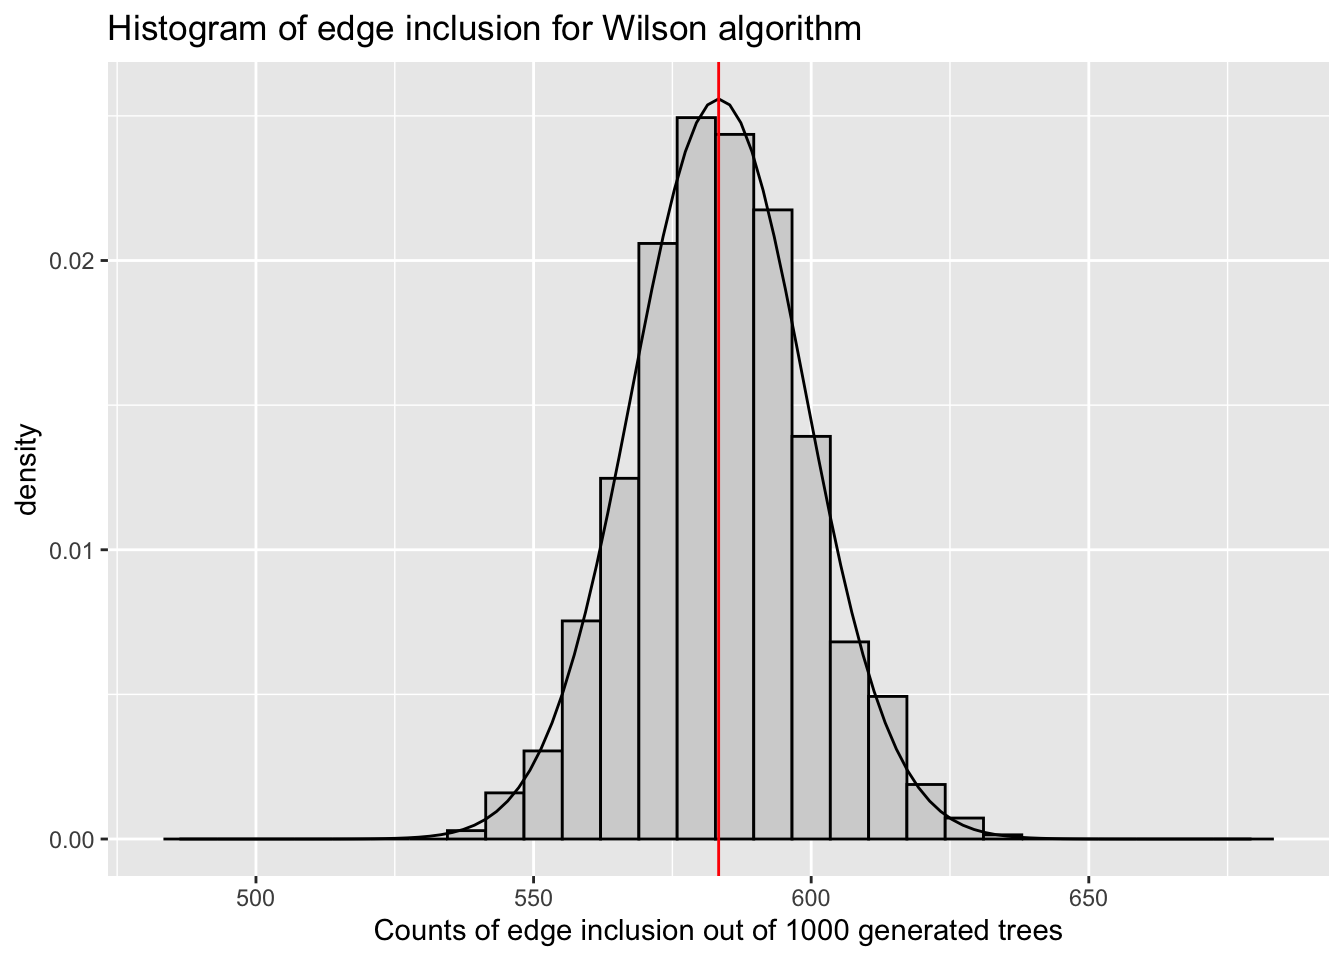 Histogram of edge inclusion for Wilson algorithm
density
0.02
0.01
0.00
500 550 600 650
Counts of edge inclusion out of 1000 generated trees